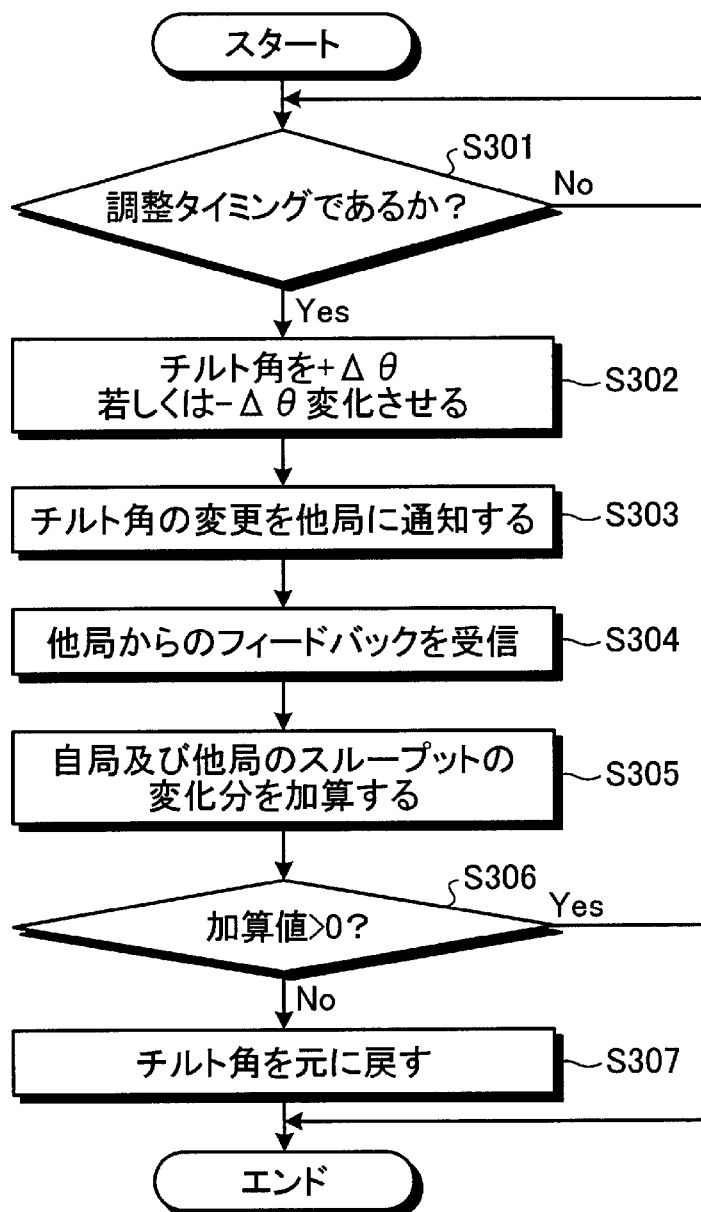 スタート
S301
調整タイミングであるか？
No
Yes
チルト角を+Δθ
若しくは-Δθ変化させる
S302
チルト角の変更を他局に通知する
S303
他局からのフィードバックを受信
S304
自局及び他局のスループットの
変化分を加算する
S305
S306
加算値>0？
Yes
No
チルト角を元に戻す
S307
エンド